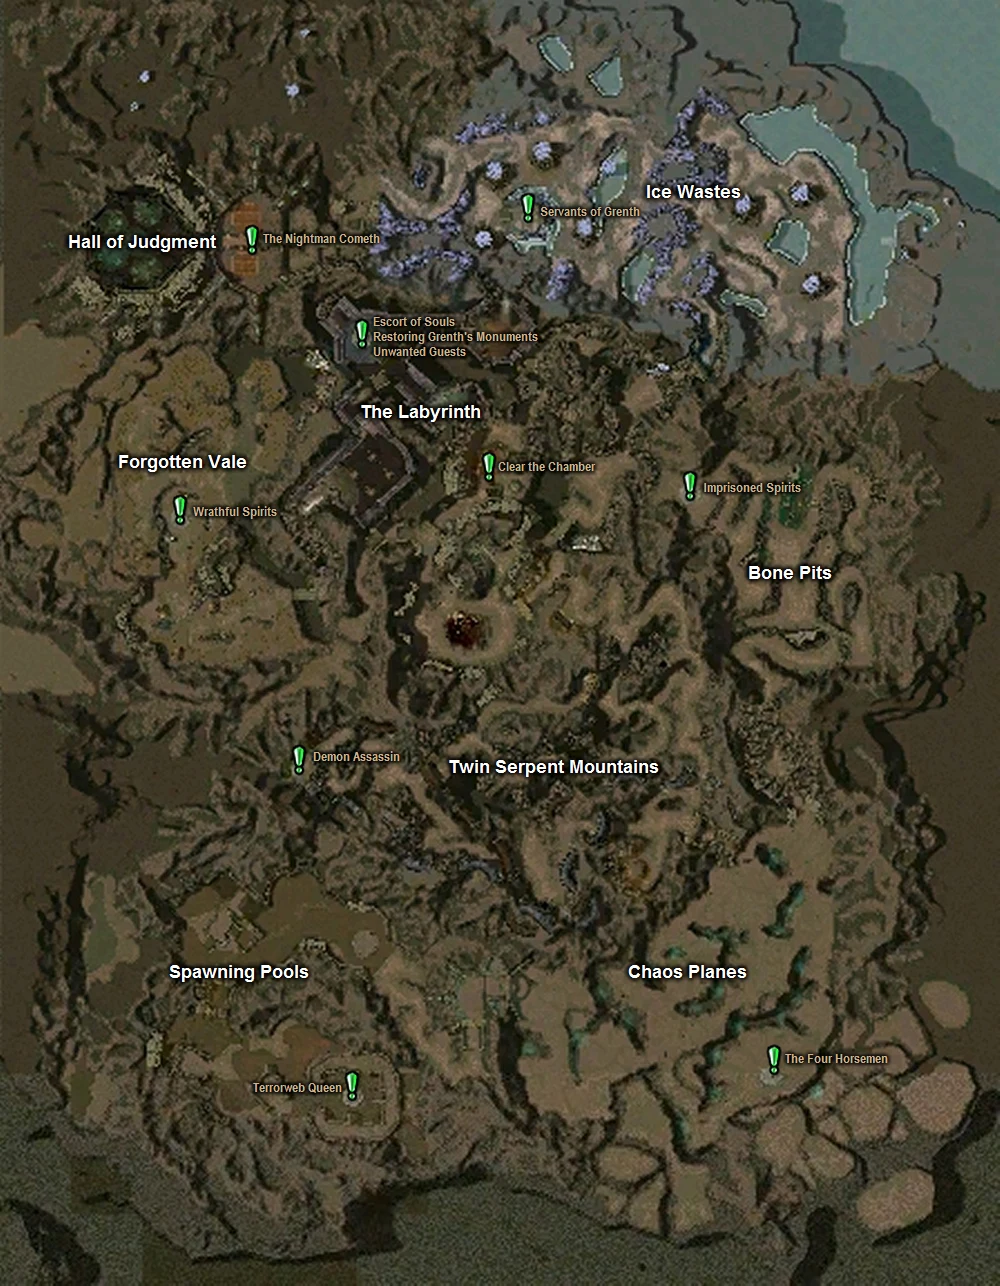 Ice Wastes
Servants of Grenth
Hall of Judgment
The Nightman Cometh
Escort of Souls
Restoring Grenth's Monuments
Unwanted Guests
The Labyrinth
Forgotten Vale
Clear the Chamber
Imprisoned Spirits
Wrathful Spirits
Bone Pits
Demon Assassin
Twin Serpent Mountains
Spawning Pools
Chaos Planes
The Four Horsemen
Terrorweb Queen